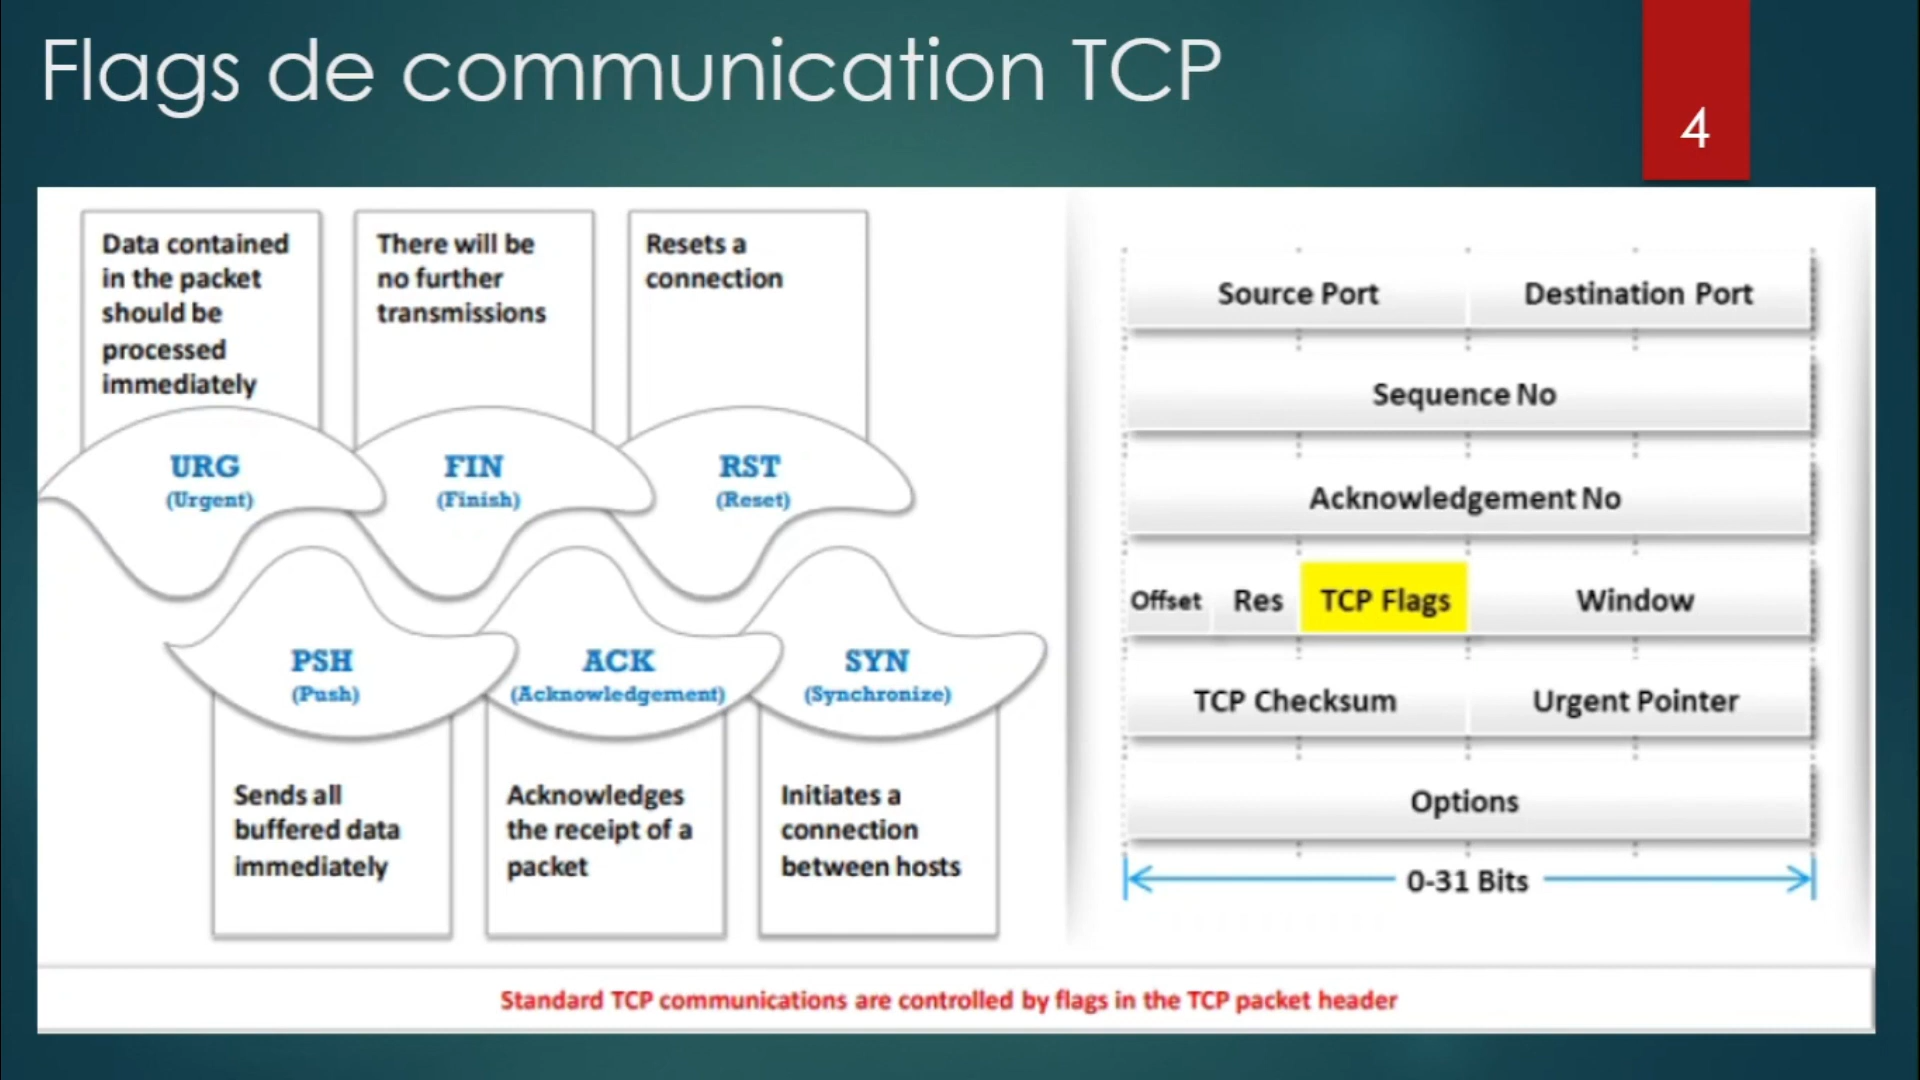 Flags de communication TCP
4
Data contained
in the packet
should be
processed
immediately
URG
(Urgent)
There will be
no further
transmissions
FIN
(Finish)
Resets a
connection
RST
(Reset)
PSH
(Push)
Sends all
buffered data
immediately
ACK
(Acknowledgement)
Acknowledges
the receipt of a
packet
SYN
(Synchronize)
Initiates a
connection
between hosts
Source Port
Destination Port
Sequence No
Acknowledgement No
Offset
Res
TCP Flags
Window
TCP Checksum
Urgent Pointer
Options
0-31 Bits
Standard TCP communications are controlled by flags in the TCP packet header